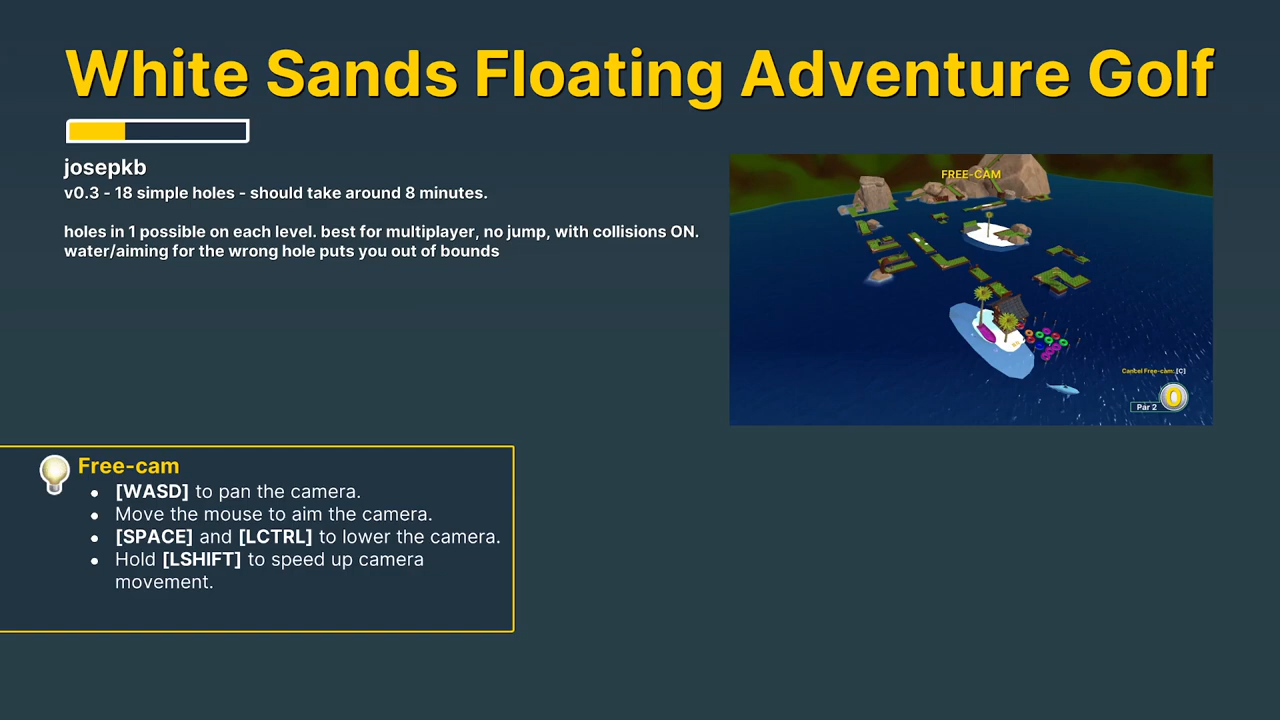 White Sands Floating Adventure Golf
josepkb
v0.3 - 18 simple holes - should take around 8 minutes.
holes in 1 possible on each level. best for multiplayer, no jump, with collisions ON.
water/aiming for the wrong hole puts you out of bounds
FREE-CAM
Cancel Free-cam: [C]
Par 2
0
Free-cam
• [WASD] to pan the camera.
• Move the mouse to aim the camera.
• [SPACE] and [LCTRL] to lower the camera.
• Hold [LSHIFT] to speed up camera
movement.